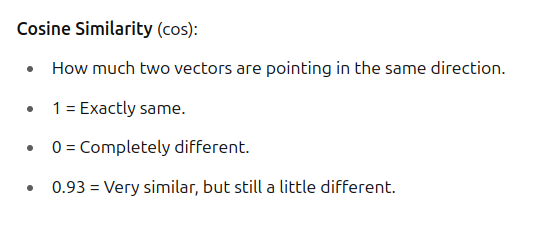 Cosine Similarity (cos):
• How much two vectors are pointing in the same direction.
• 1 = Exactly same.
• 0 = Completely different.
• 0.93 = Very similar, but still a little different.